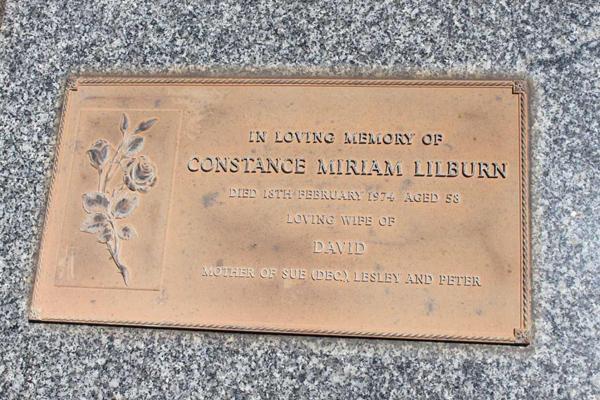 IN LOVING MEMORY OF
CONSTANCE MIRIAM LILBURN
DIED 18TH FEBRUARY 1974 AGED 58
LOVING WIFE OF
DAVID
MOTHER OF SUE (DEC), LESLEY AND PETER